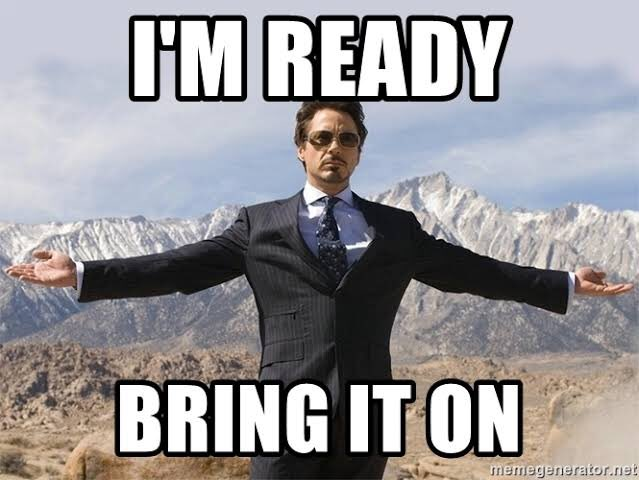 I'M READY
BRING IT ON
memegenerator.net